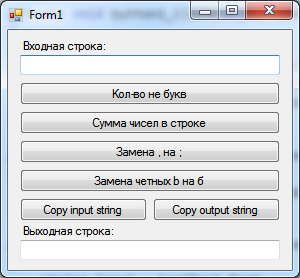 Form1
Входная строка:
Кол-во не букв
Сумма чисел в строке
Замена , на ;
Замена четных b на б
Copy input string Copy output string
Выходная строка: